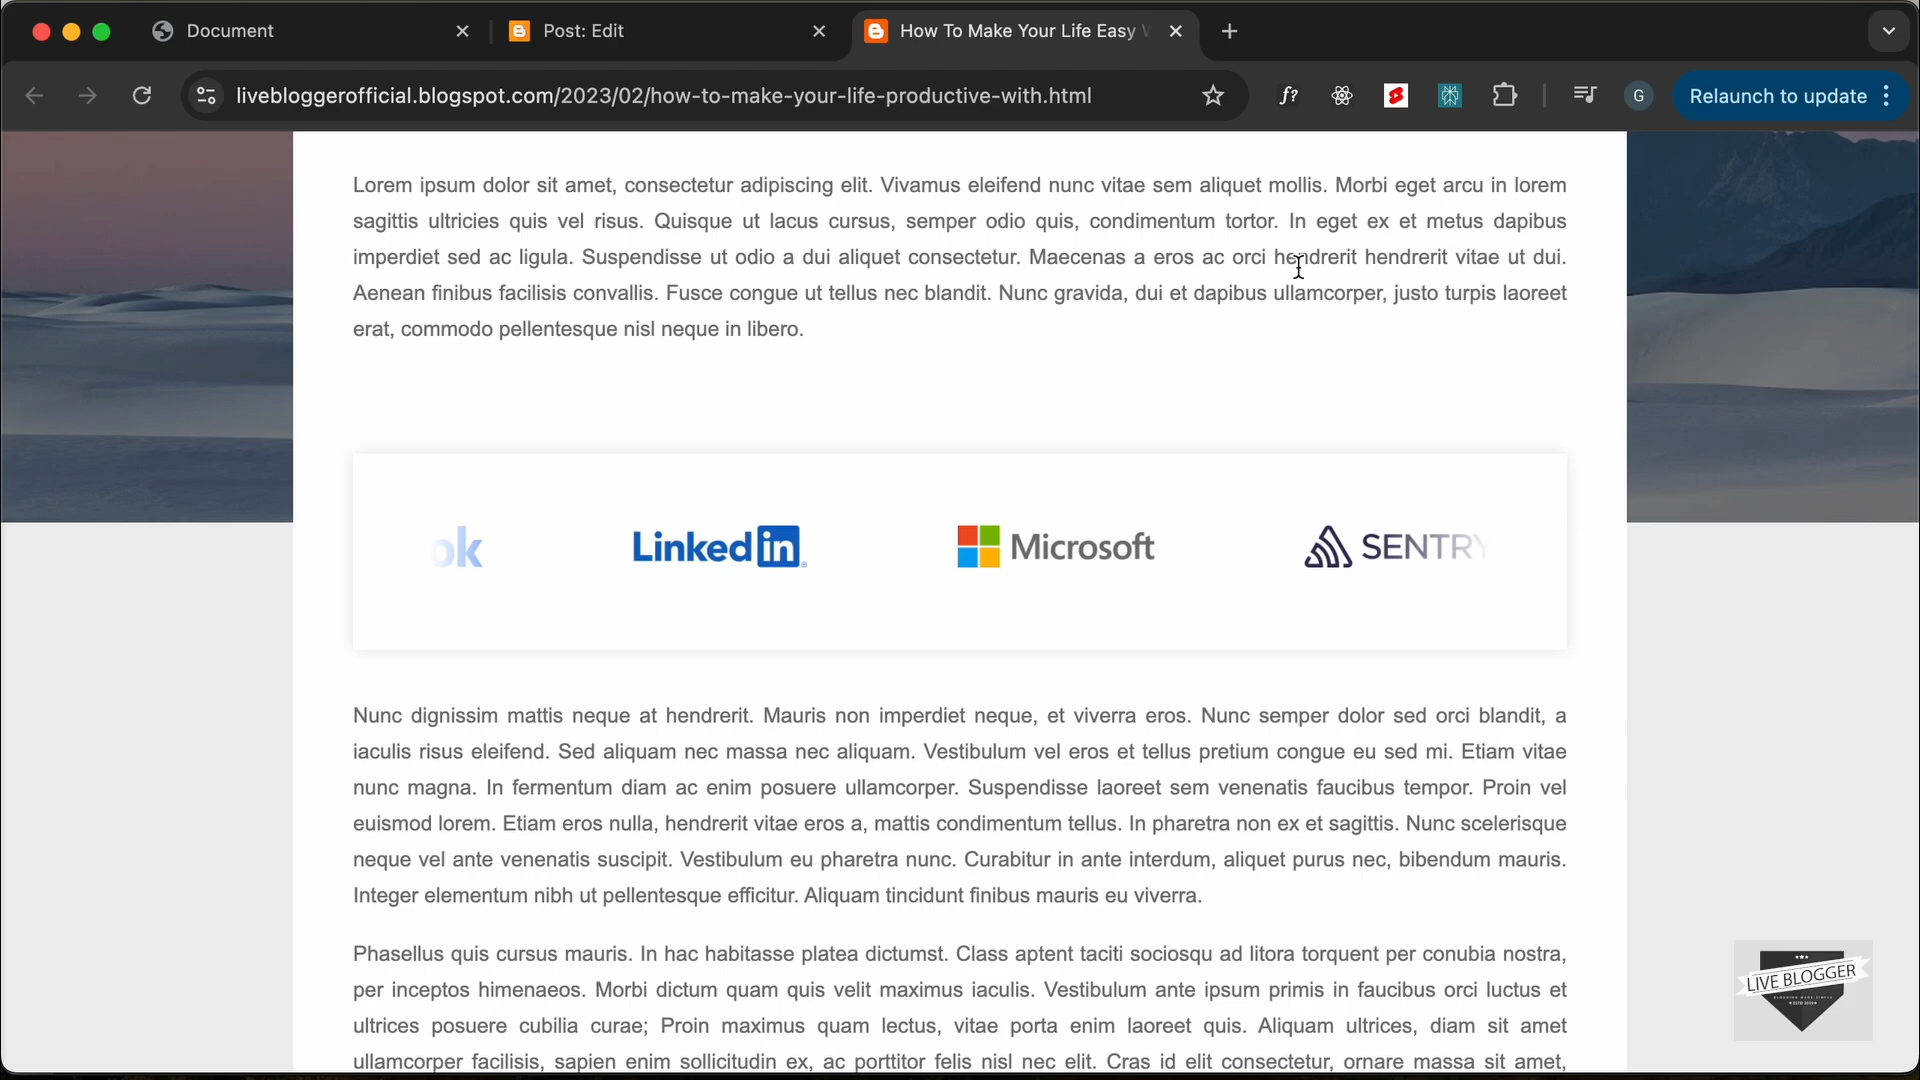 Document
Post: Edit
How To Make Your Life Easy
livebloggerofficial.blogspot.com/2023/02/how-to-make-your-life-productive-with.html
f?
G
Relaunch to update
Lorem ipsum dolor sit amet, consectetur adipiscing elit. Vivamus eleifend nunc vitae sem aliquet mollis. Morbi eget arcu in lorem
sagittis ultricies quis vel risus. Quisque ut lacus cursus, semper odio quis, condimentum tortor. In eget ex et metus dapibus
imperdiet sed ac ligula. Suspendisse ut odio a dui aliquet consectetur. Maecenas a eros ac orci hendrerit hendrerit vitae ut dui.
Aenean finibus facilisis convallis. Fusce congue ut tellus nec blandit. Nunc gravida, dui et dapibus ullamcorper, justo turpis laoreet
erat, commodo pellentesque nisl neque in libero.
ok
Linkedin
Microsoft
SENTRY
Nunc dignissim mattis neque at hendrerit. Mauris non imperdiet neque, et viverra eros. Nunc semper dolor sed orci blandit, a
iaculis risus eleifend. Sed aliquam nec massa nec aliquam. Vestibulum vel eros et tellus pretium congue eu sed mi. Etiam vitae
nunc magna. In fermentum diam ac enim posuere ullamcorper. Suspendisse laoreet sem venenatis faucibus tempor. Proin vel
euismod lorem. Etiam eros nulla, hendrerit vitae eros a, mattis condimentum tellus. In pharetra non ex et sagittis. Nunc scelerisque
neque vel ante venenatis suscipit. Vestibulum eu pharetra nunc. Curabitur in ante interdum, aliquet purus nec, bibendum mauris.
Integer elementum nibh ut pellentesque efficitur. Aliquam tincidunt finibus mauris eu viverra.
Phasellus quis cursus mauris. In hac habitasse platea dictumst. Class aptent taciti sociosqu ad litora torquent per conubia nostra,
per inceptos himenaeos. Morbi dictum quam quis velit maximus iaculis. Vestibulum ante ipsum primis in faucibus orci luctus et
ultrices posuere cubilia curae; Proin maximus quam lectus, vitae porta enim laoreet quis. Aliquam ultrices, diam sit amet
ullamcorper facilisis, sapien enim sollicitudin ex, ac porttitor felis nisl nec elit. Cras id elit consectetur, ornare massa sit amet,
LIVE BLOGGER